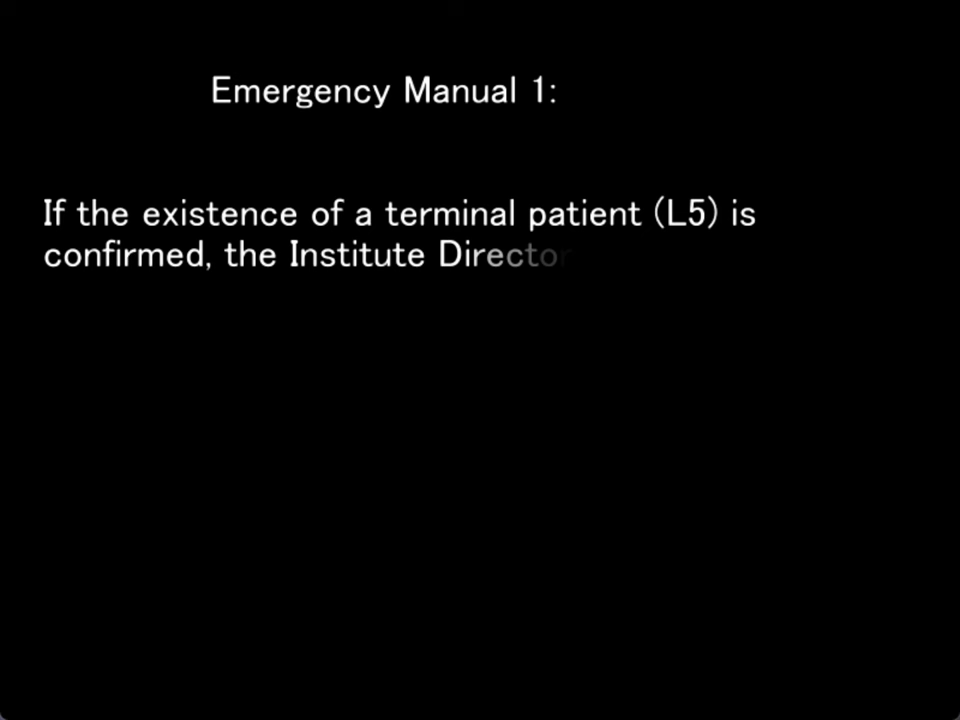 Emergency Manual 1:
If the existence of a terminal patient (L5) is
confirmed, the Institute Director